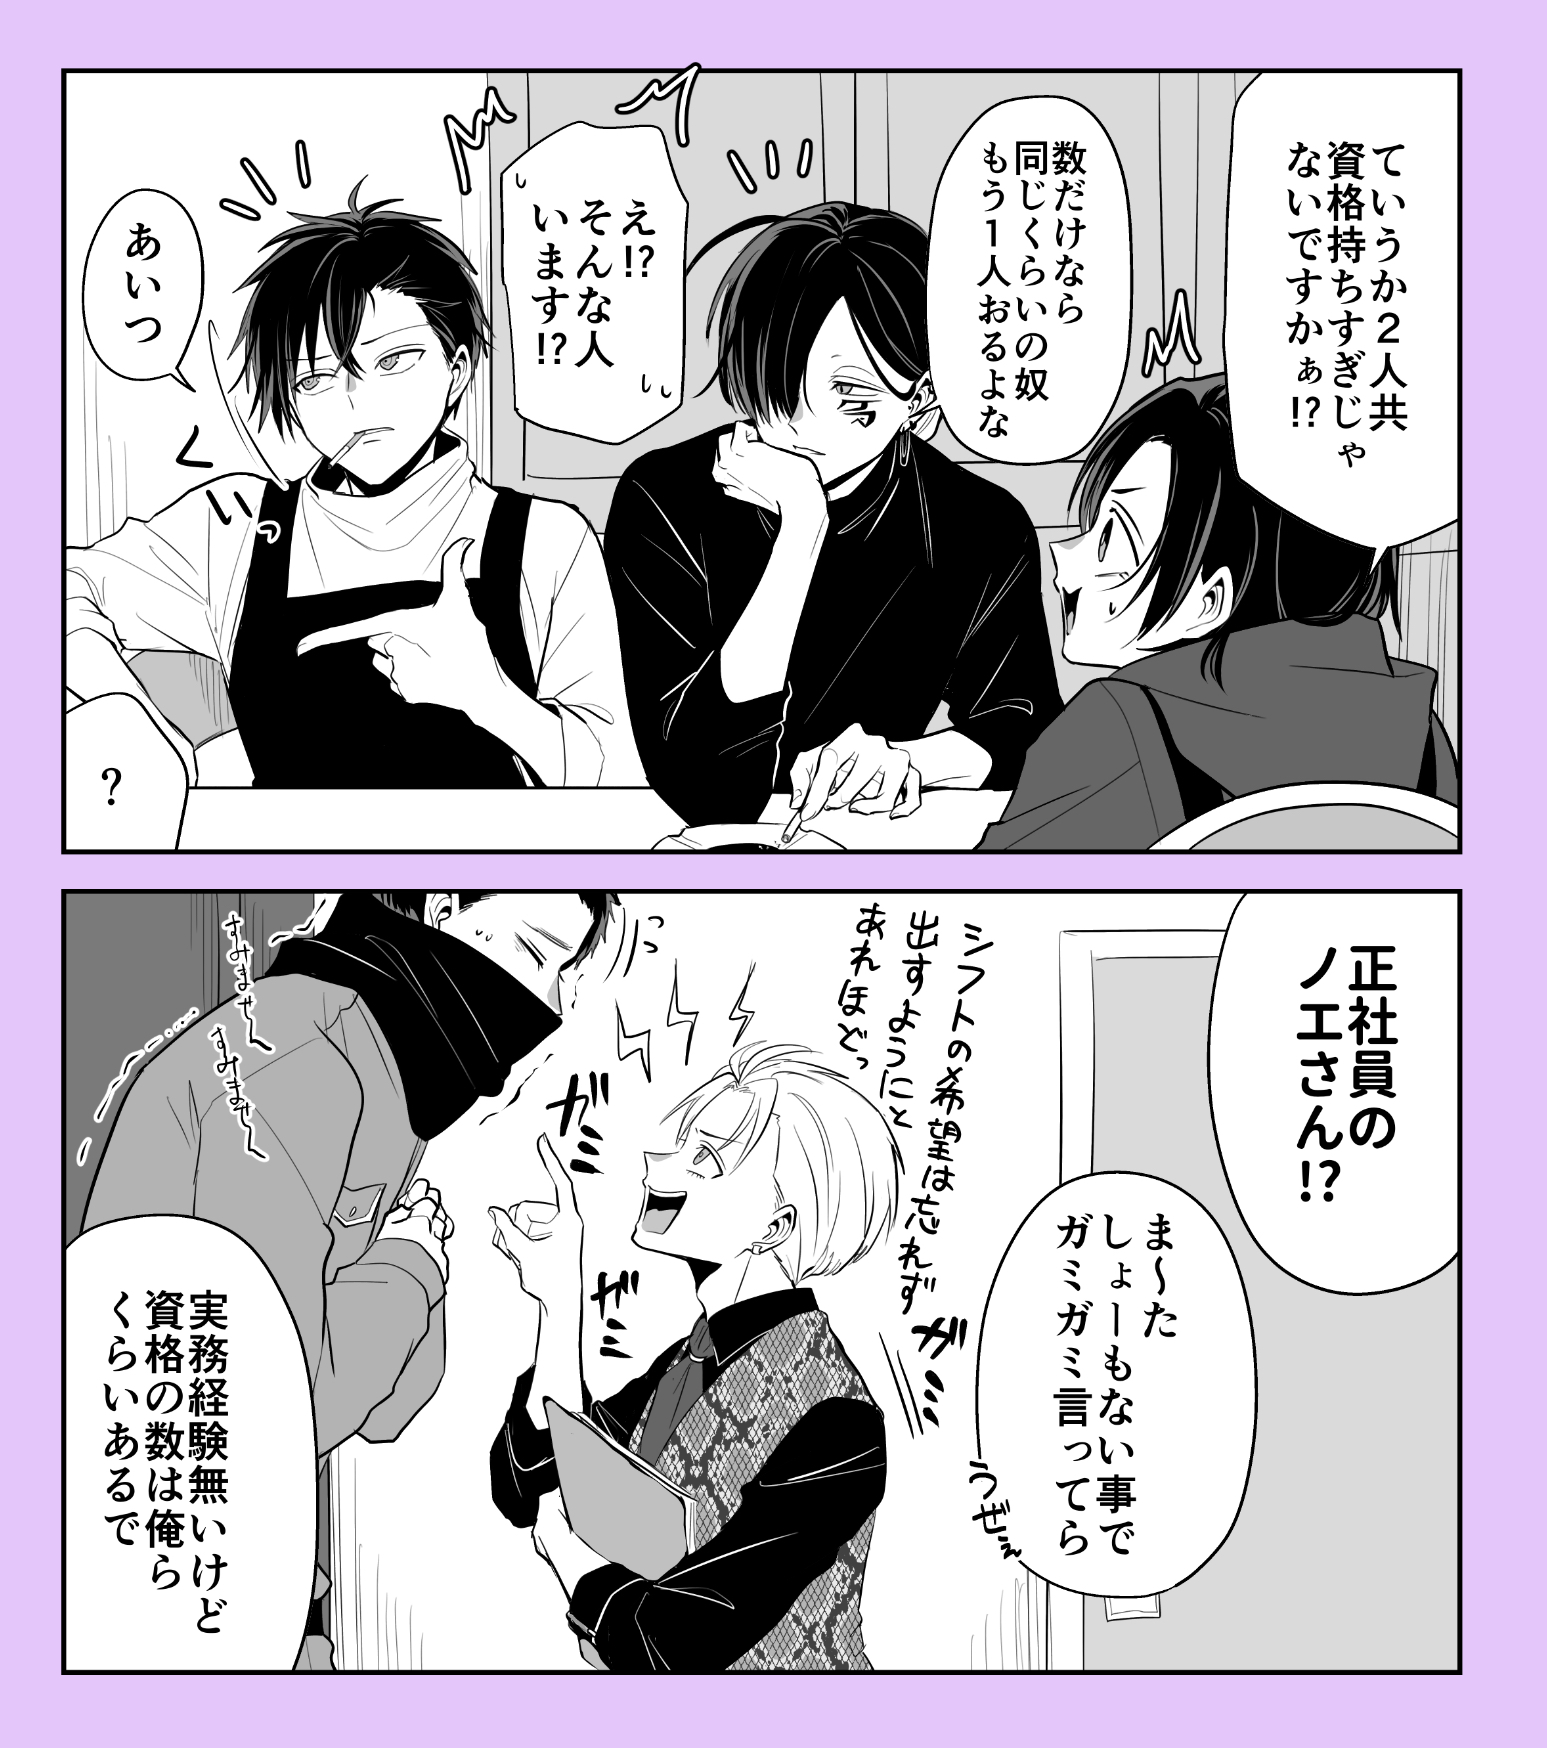 ていうか2人共
資格持ちすぎじゃ
ないですかぁ!?
数だけなら
同じくらいの奴
もう1人おるよな
え!?
そんな人
います!?
あいつ
くいっ
?
正社員の
ノエさん!?
ま～た
しょーもない事で
ガミガミ言ってら
うぜぇ
シフトの希望は忘れず
出すようにと
あれほどっ
ガミ
ガミ
ガミ
すみませーん
すみませーん
実務経験無いけど
資格の数は俺ら
くらいあるで